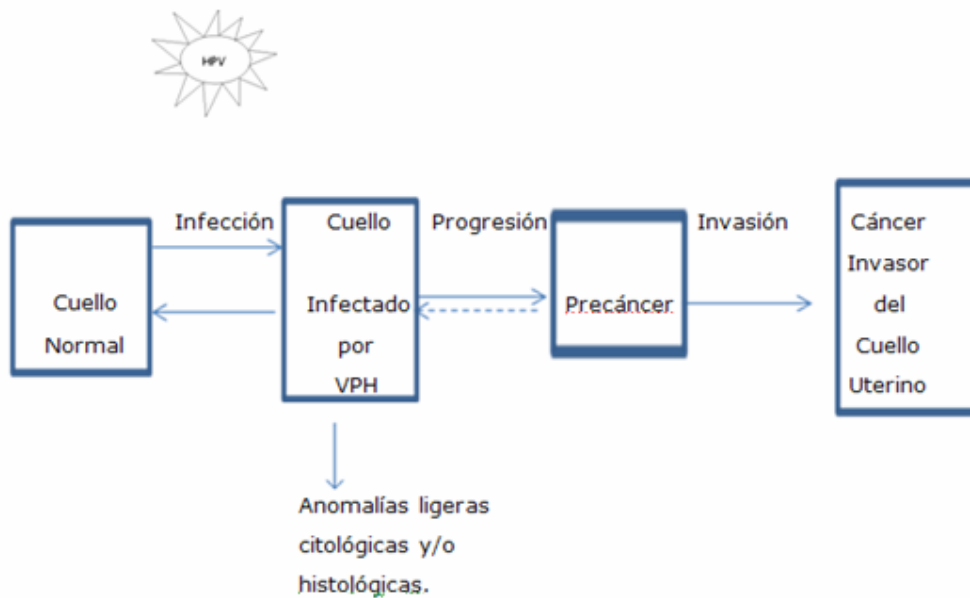 HPV
Infección
Progresión
Invasión
Cuello
Normal
Cuello
Infectado
por
VPH
Precáncer
Cáncer
Invasor
del
Cuello
Uterino
Anomalías ligeras
citológicas y/o
histológicas.